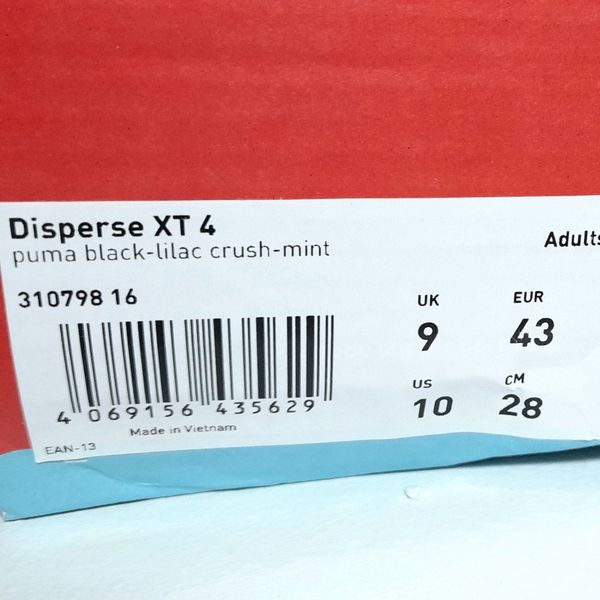 Disperse XT 4
puma black-lilac crush-mint
Adults
310798 16
UK
EUR
9
43
US
CM
10
28
4 069156 435629
Made in Vietnam
EAN-13